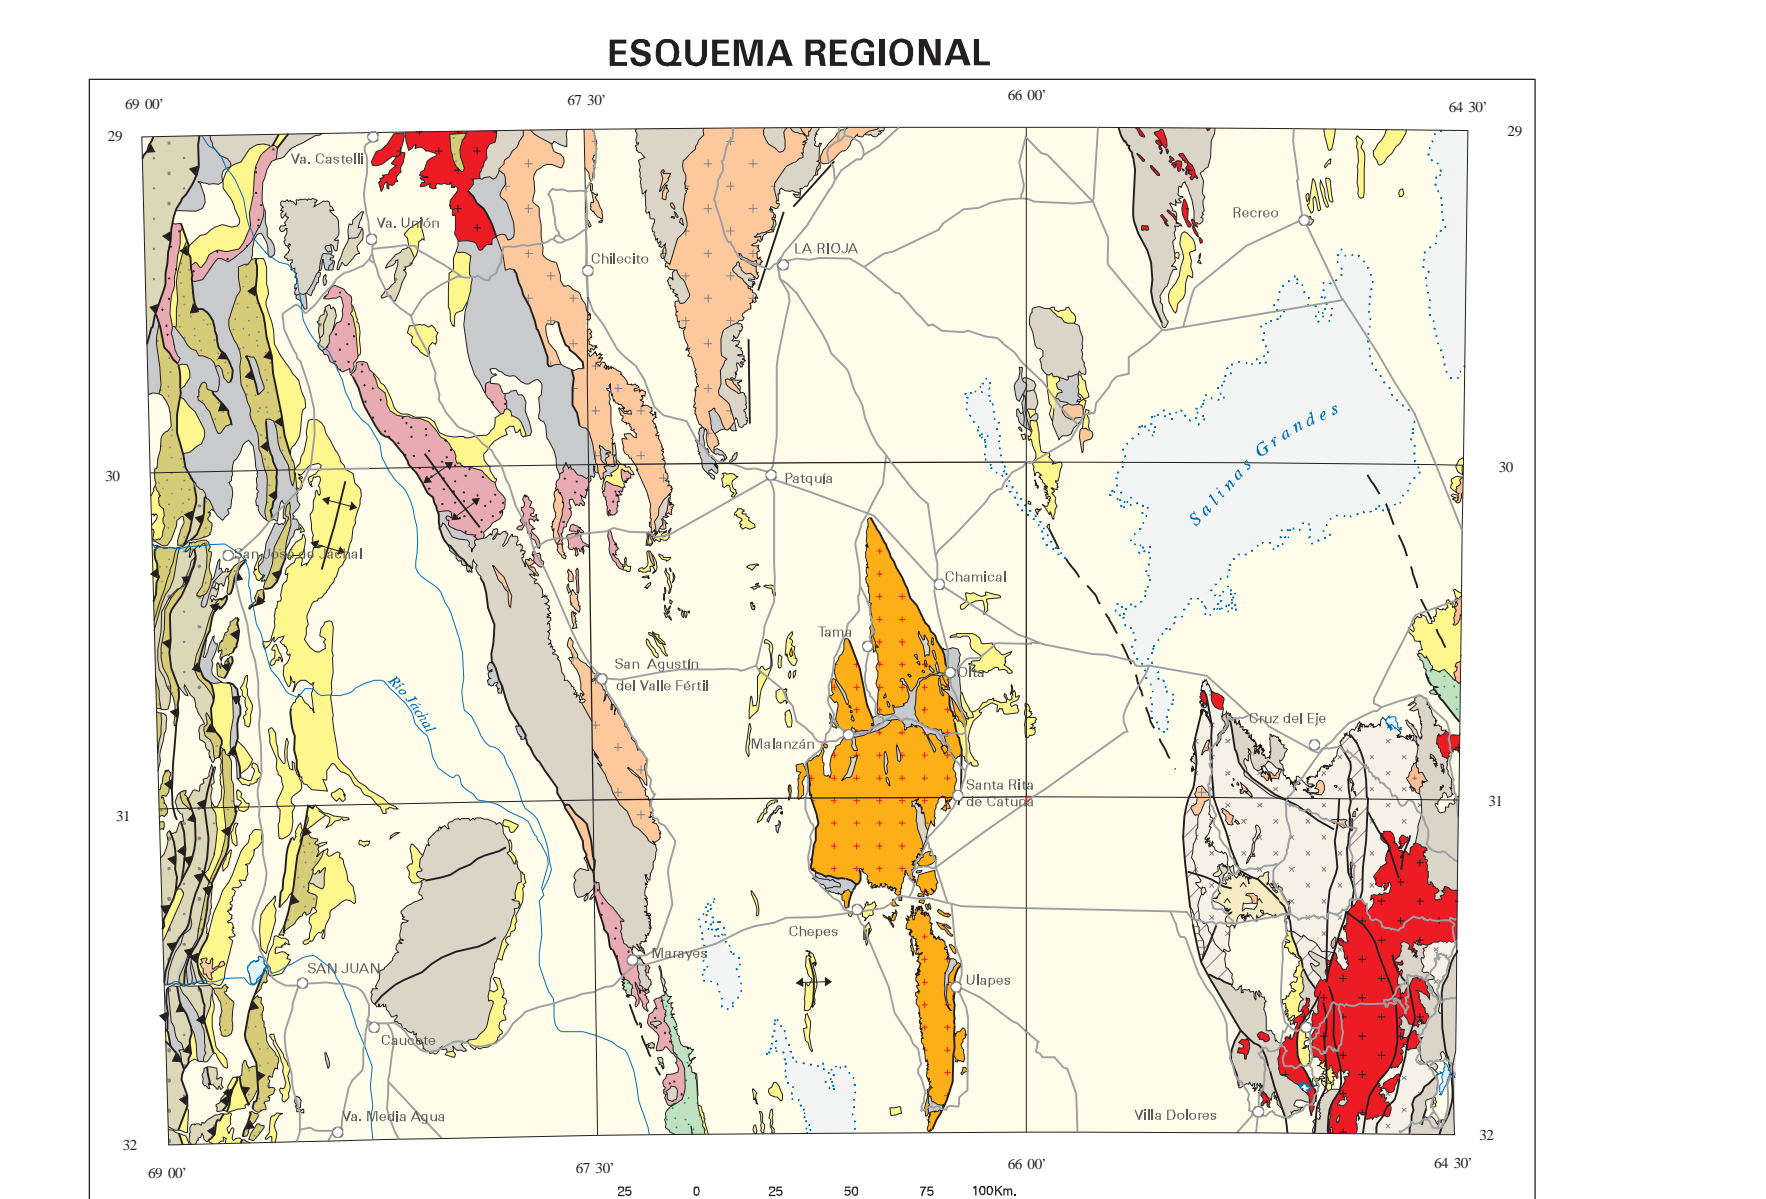 ESQUEMA REGIONAL
69 00'
67 30'
66 00'
64 30'
29
29
Va. Castelli
Va. Unión
Recreo
LA RIOJA
Chilecito
Salinas Grandes
30
30
Patquía
San José de Jáchal
Chamical
Tama
San Agustín
del Valle Fértil
Olta
Río Jáchal
Malanzán
Cruz del Eje
Santa Rita
de Catuna
31
31
Chepes
Marayes
SAN JUAN
Ulapes
Caucete
Va. Media Agua
Villa Dolores
32
32
69 00'
67 30'
66 00'
64 30'
25 0 25 50 75 100Km.